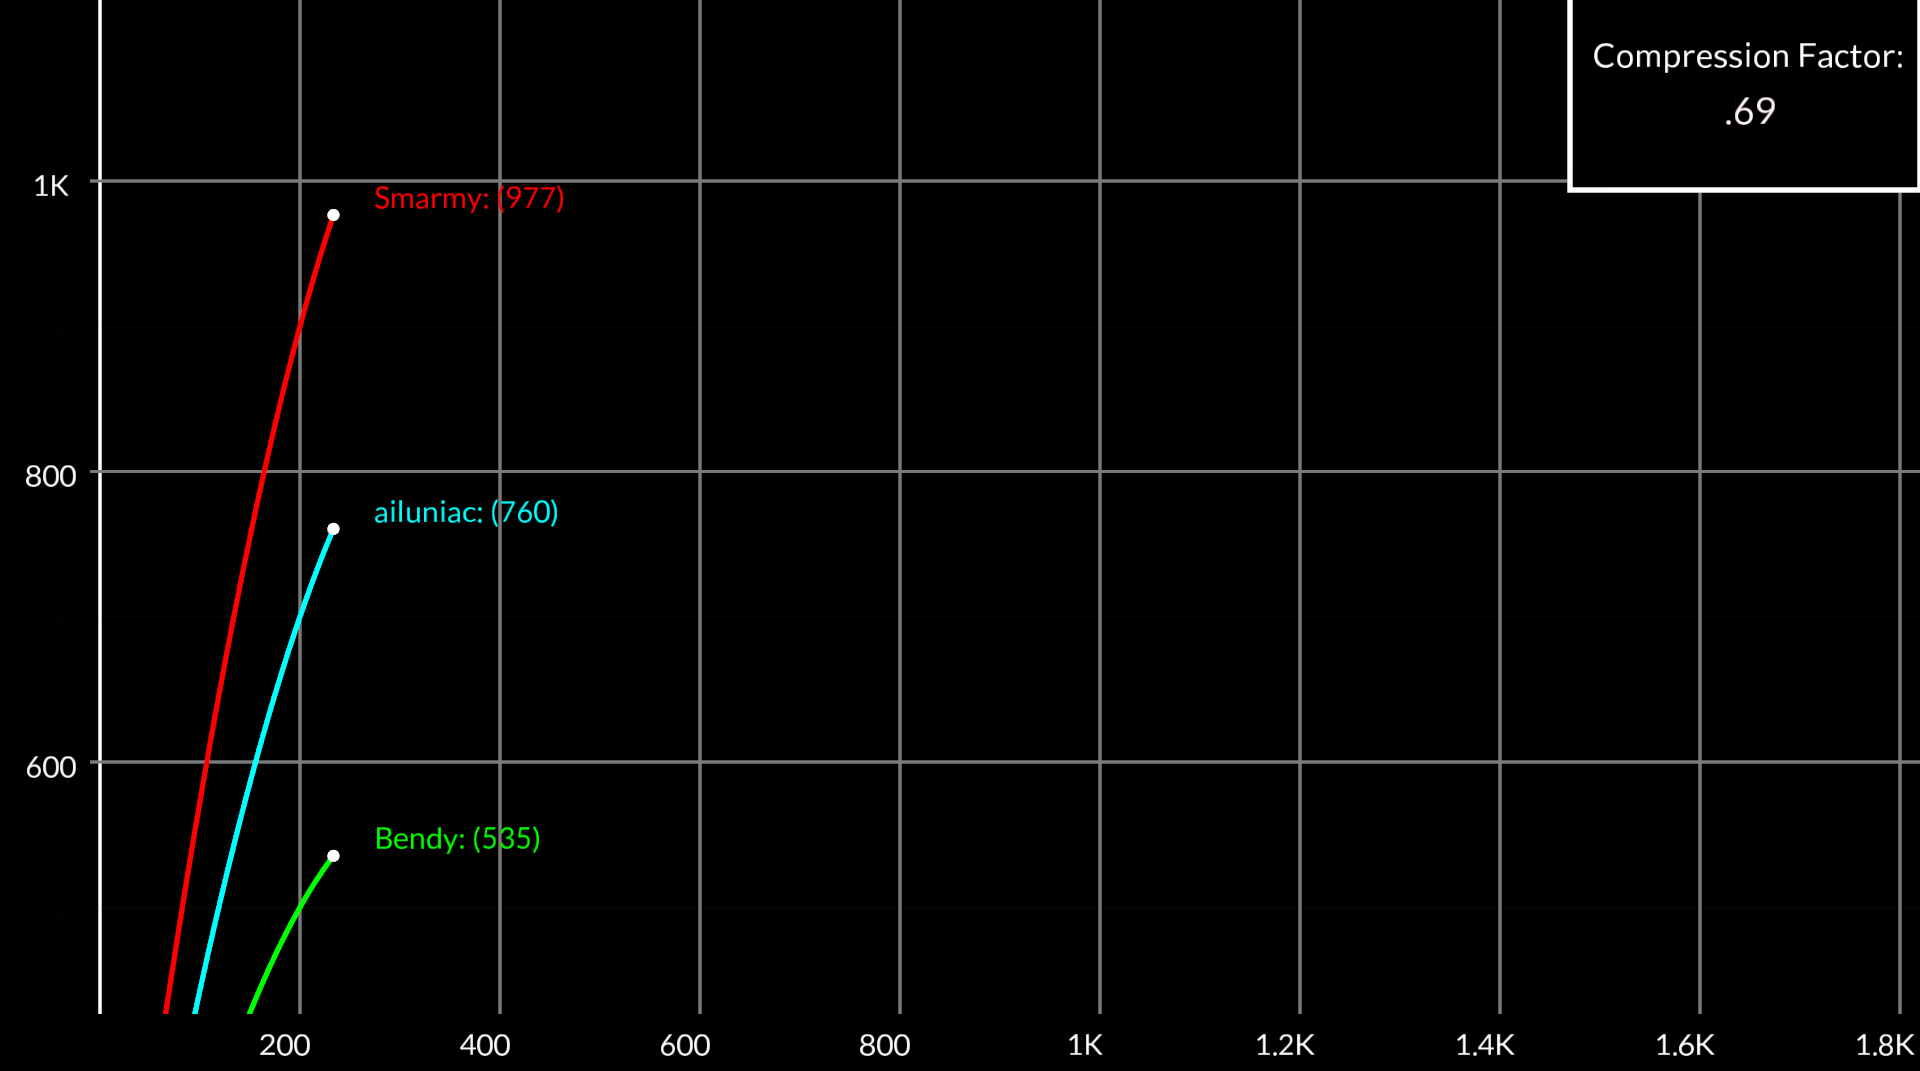 Compression Factor:
.69
1K
Smarmy: (977)
800
ailuniac: (760)
600
Bendy: (535)
200 400 600 800 1K 1.2K 1.4K 1.6K 1.8K